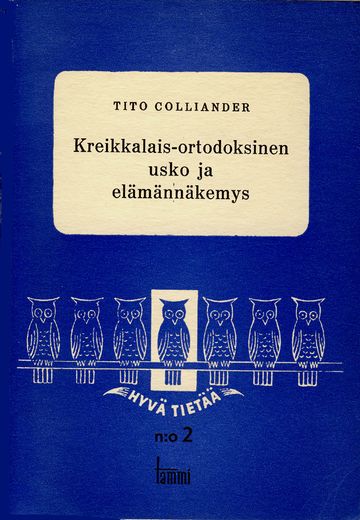 TITO COLLIANDER
Kreikkalais-ortodoksinen
usko ja
elämännäkemys
HYVÄ TIETÄÄ
n:o 2
tammi